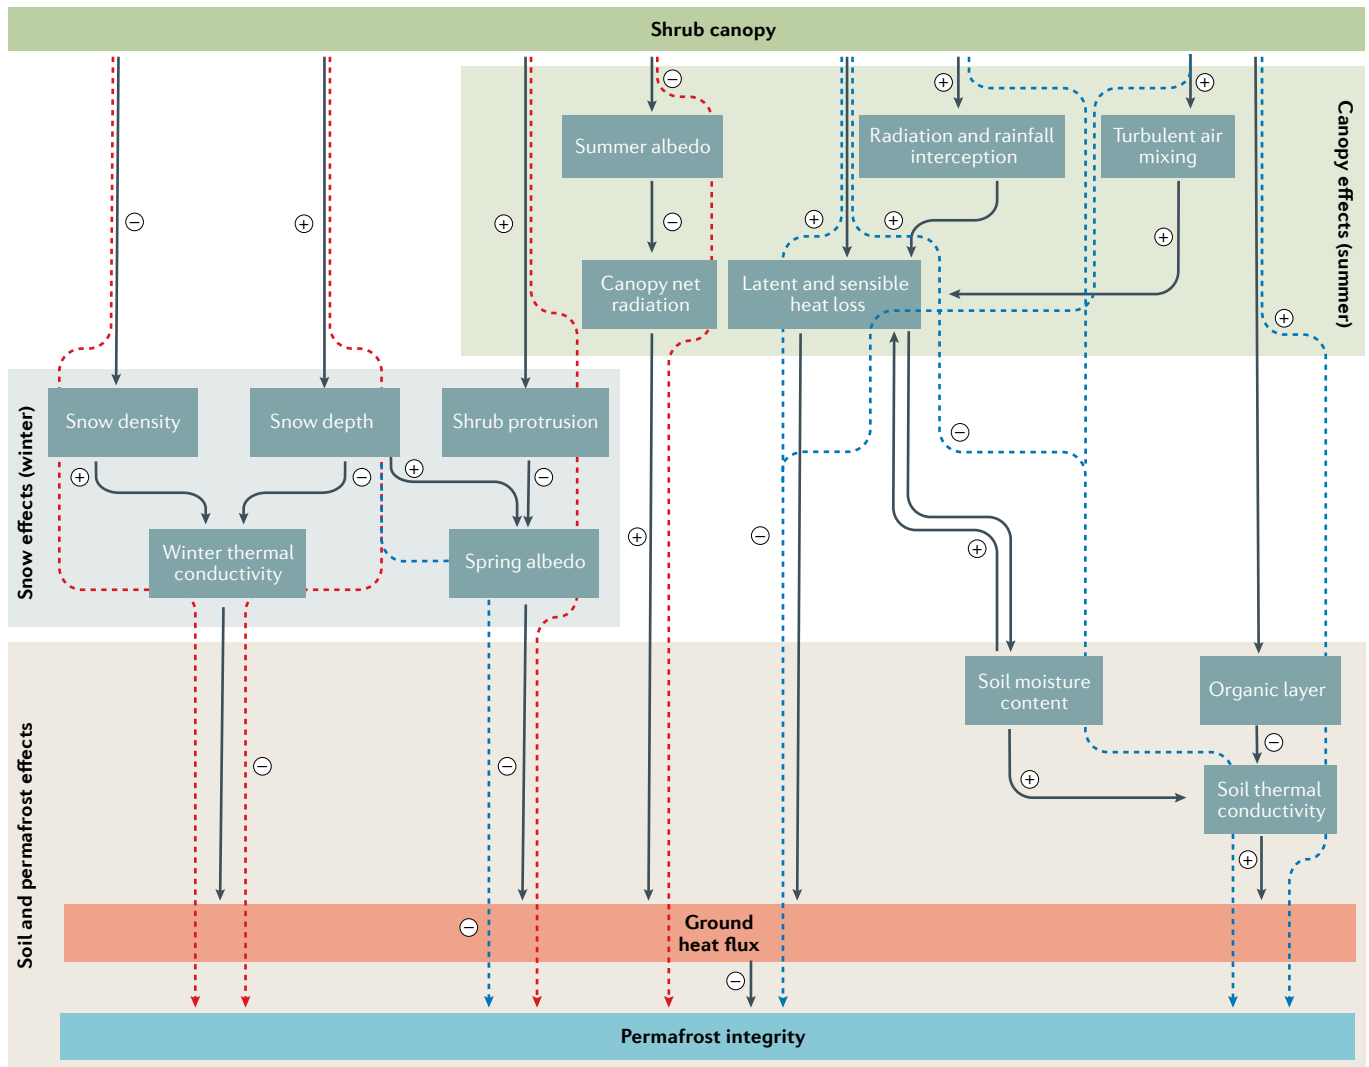 Shrub canopy
Canopy effects (summer)
−
+
+
Summer albedo
Radiation and rainfall
interception
Turbulent air
mixing
−
+
+
−
+
+
+
Canopy net
radiation
Latent and sensible
heat loss
+
Snow effects (winter)
Snow density
Snow depth
Shrub protrusion
−
+
−
+
−
Winter thermal
conductivity
Spring albedo
+
−
+
Soil and permafrost effects
Soil moisture
content
Organic layer
−
−
−
+
Soil thermal
conductivity
+
Ground
heat flux
−
−
Permafrost integrity